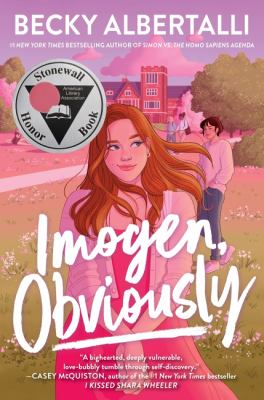 BECKY ALBERTALLI
#1 NEW YORK TIMES BESTSELLING AUTHOR OF SIMON VS. THE HOMO SAPIENS AGENDA
Stonewall
American Library Association
Honor Book
Imogen,
Obviously
"A bighearted, deeply vulnerable,
love-bubbly tumble through self-discovery."
—CASEY McQUISTON, author of the #1 New York Times bestseller
I KISSED SHARA WHEELER